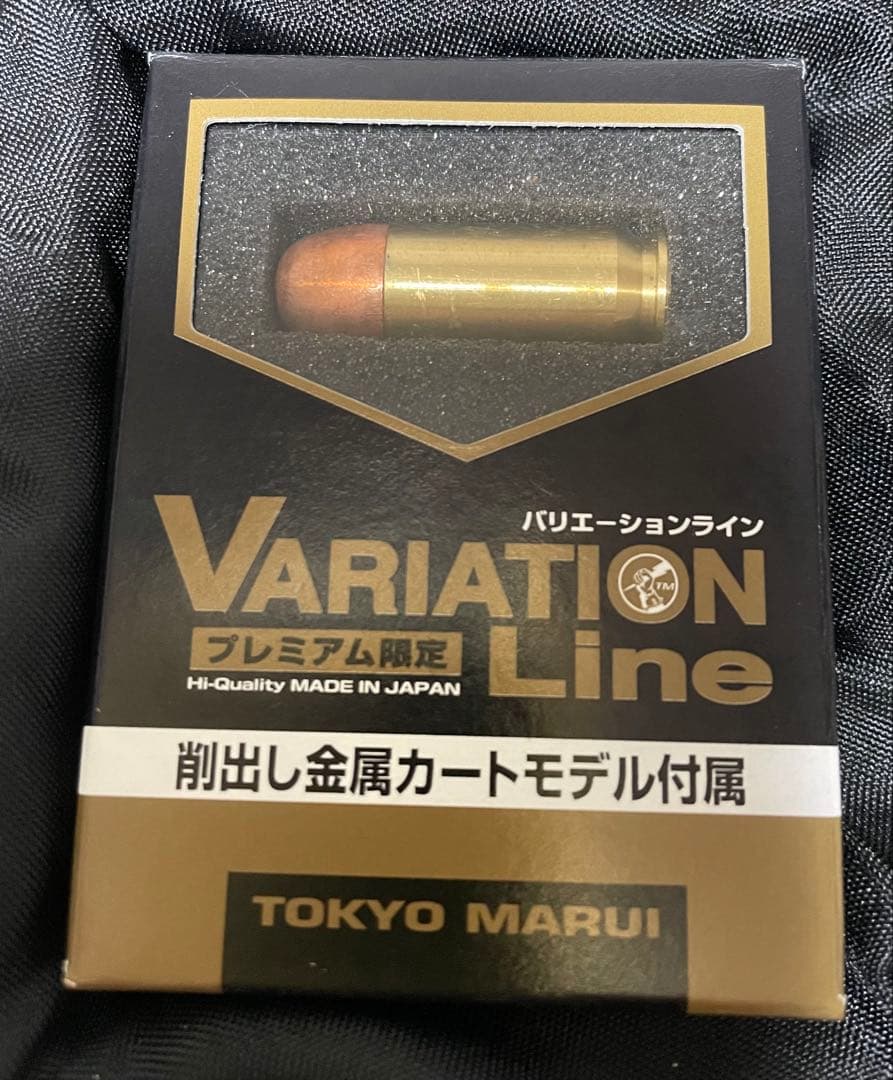 バリエーションライン
VARIATION
プレミアム限定
Line
Hi-Quality MADE IN JAPAN
削出し金属カートモデル付属
TOKYO MARUI